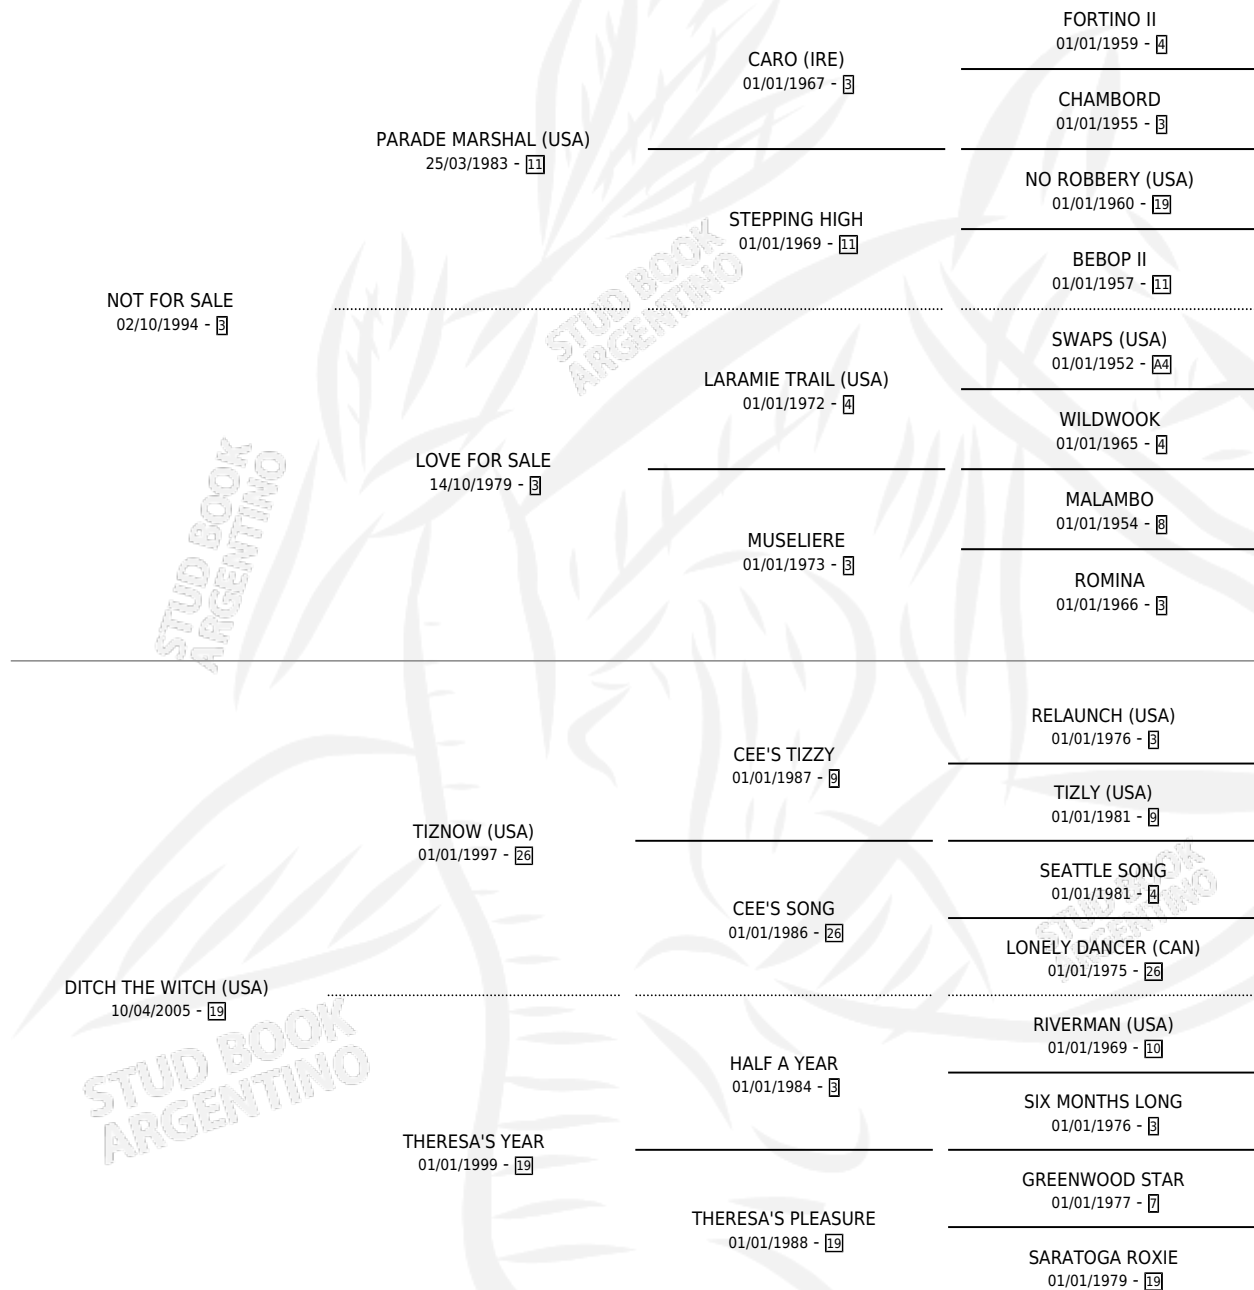 FORTINO II
01/01/1959 - 4
CARO (IRE)
01/01/1967 - 3
CHAMBORD
01/01/1955 - 3
PARADE MARSHAL (USA)
25/03/1983 - 11
NO ROBBERY (USA)
01/01/1960 - 19
STEPPING HIGH
01/01/1969 - 11
BEBOP II
01/01/1957 - 11
NOT FOR SALE
02/10/1994 - 3
SWAPS (USA)
01/01/1952 - A4
LARAMIE TRAIL (USA)
01/01/1972 - 4
WILDWOOK
01/01/1965 - 4
LOVE FOR SALE
14/10/1979 - 3
MALAMBO
01/01/1954 - 8
MUSELIERE
01/01/1973 - 3
ROMINA
01/01/1966 - 3
RELAUNCH (USA)
01/01/1976 - 3
CEE'S TIZZY
01/01/1987 - 9
TIZLY (USA)
01/01/1981 - 9
TIZNOW (USA)
01/01/1997 - 26
SEATTLE SONG
01/01/1981 - 4
CEE'S SONG
01/01/1986 - 26
LONELY DANCER (CAN)
01/01/1975 - 26
DITCH THE WITCH (USA)
10/04/2005 - 19
RIVERMAN (USA)
01/01/1969 - 10
HALF A YEAR
01/01/1984 - 3
SIX MONTHS LONG
01/01/1976 - 3
THERESA'S YEAR
01/01/1999 - 19
GREENWOOD STAR
01/01/1977 - 7
THERESA'S PLEASURE
01/01/1988 - 19
SARATOGA ROXIE
01/01/1979 - 19
STUD BOOK
ARGENTINO
STUD BOOK
ARGENTINO
STUD BOOK
ARGENTINO
STUD BOOK
ARGENTINO